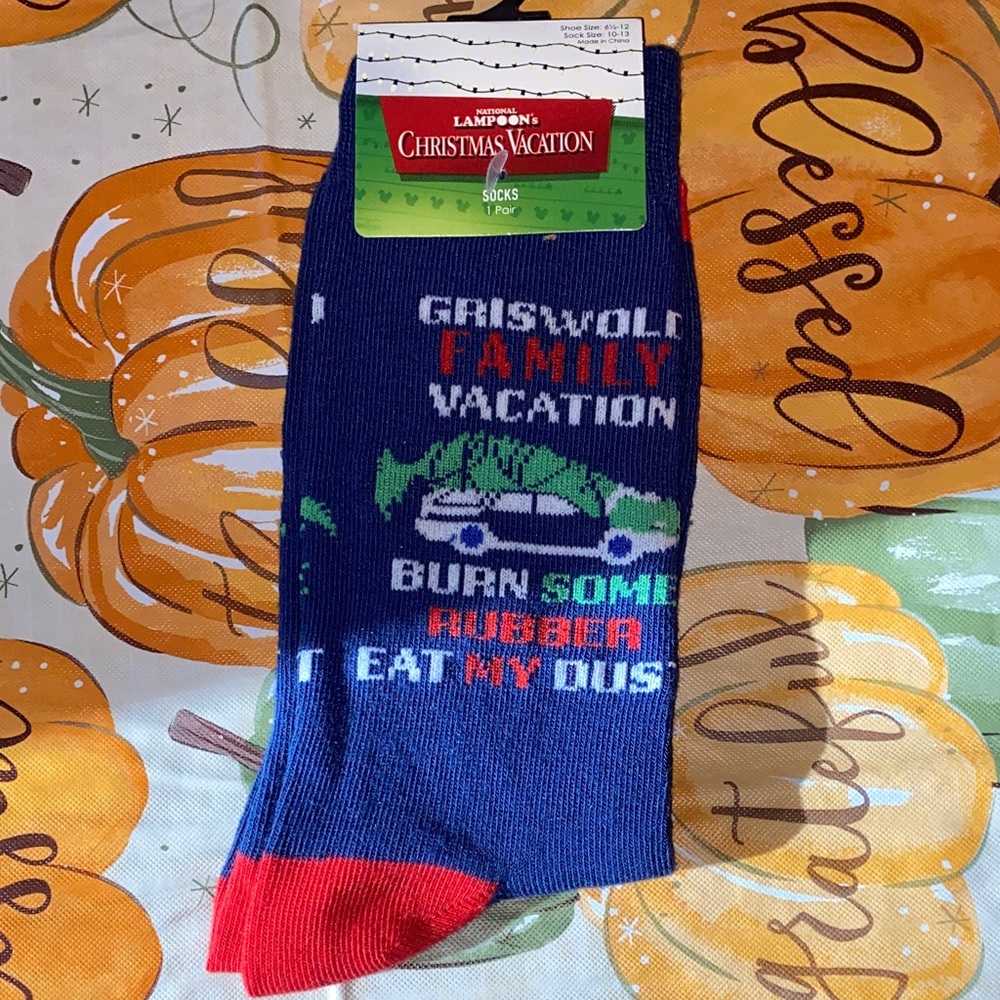 Shoe Size: 6½-12
Sock Size: 10-13
Made in China
NATIONAL
LAMPOON's
CHRISTMAS VACATION
SOCKS
1 Pair
GRISWOLD
FAMILY
VACATION
BURN SOME
RUBBER
T EAT MY DUST
blessed
grateful